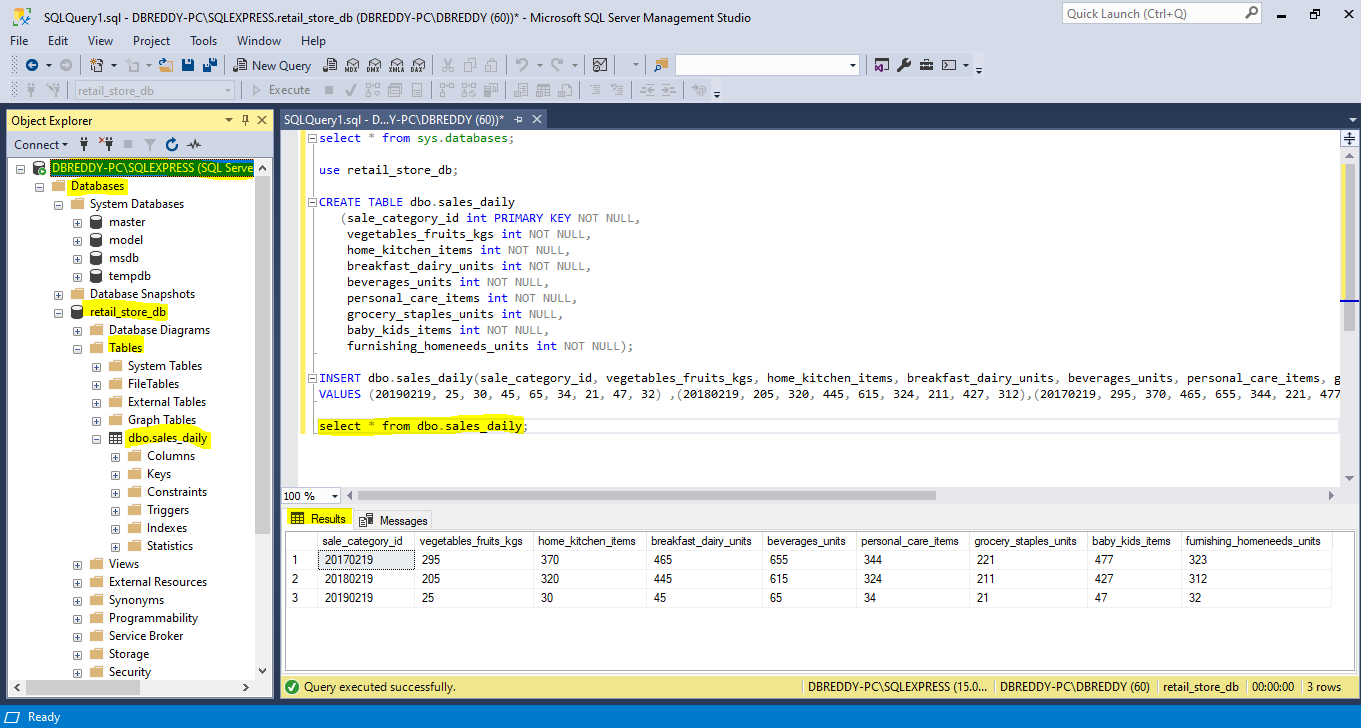 SQLQuery1.sql - DBREDDY-PC\SQLEXPRESS.retail_store_db (DBREDDY-PC\DBREDDY (60))* - Microsoft SQL Server Management Studio
Quick Launch (Ctrl+Q)
File Edit View Project Tools Window Help
New Query MDX DMX XMLA DAX
retail_store_db Execute
Object Explorer
Connect
DBREDDY-PC\SQLEXPRESS (SQL Serve
Databases
System Databases
master
model
msdb
tempdb
Database Snapshots
retail_store_db
Database Diagrams
Tables
System Tables
FileTables
External Tables
Graph Tables
dbo.sales_daily
Columns
Keys
Constraints
Triggers
Indexes
Statistics
Views
External Resources
Synonyms
Programmability
Service Broker
Storage
Security
SQLQuery1.sql - D...Y-PC\DBREDDY (60))*
select * from sys.databases;
use retail_store_db;
CREATE TABLE dbo.sales_daily
(sale_category_id int PRIMARY KEY NOT NULL,
vegetables_fruits_kgs int NOT NULL,
home_kitchen_items int NOT NULL,
breakfast_dairy_units int NOT NULL,
beverages_units int NOT NULL,
personal_care_items int NOT NULL,
grocery_staples_units int NOT NULL,
baby_kids_items int NOT NULL,
furnishing_homeneeds_units int NOT NULL);
INSERT dbo.sales_daily(sale_category_id, vegetables_fruits_kgs, home_kitchen_items, breakfast_dairy_units, beverages_units, personal_care_items, g
VALUES (20190219, 25, 30, 45, 65, 34, 21, 47, 32) ,(20180219, 205, 320, 445, 615, 324, 211, 427, 312),(20170219, 295, 370, 465, 655, 344, 221, 477
select * from dbo.sales_daily;
100 %
Results Messages
sale_category_id vegetables_fruits_kgs home_kitchen_items breakfast_dairy_units beverages_units personal_care_items grocery_staples_units baby_kids_items furnishing_homeneeds_units
1 20170219 295 370 465 655 344 221 477 323
2 20180219 205 320 445 615 324 211 427 312
3 20190219 25 30 45 65 34 21 47 32
Query executed successfully. DBREDDY-PC\SQLEXPRESS (15.0... DBREDDY-PC\DBREDDY (60) retail_store_db 00:00:00 3 rows
Ready